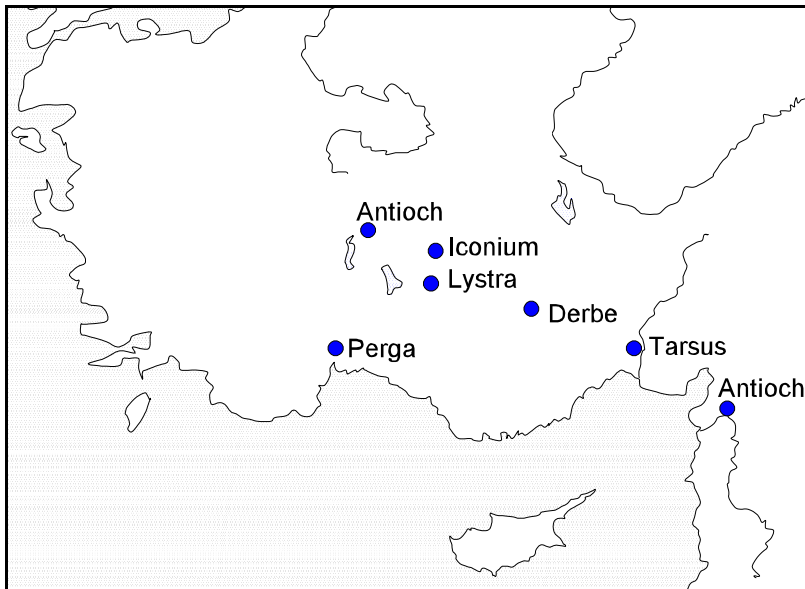 Antioch
Iconium
Lystra
Derbe
Perga
Tarsus
Antioch